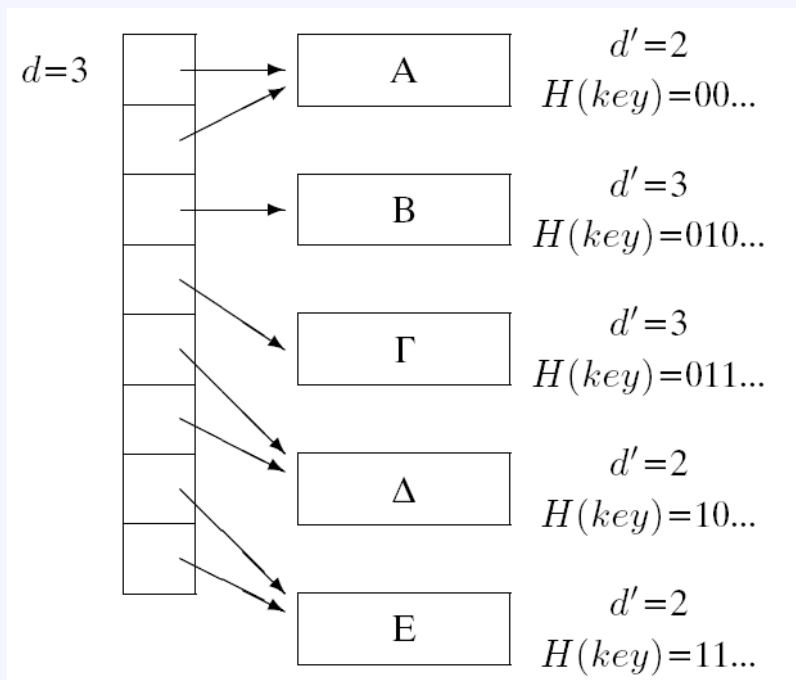 d=3
Α
d′=2
H(key)=00...
Β
d′=3
H(key)=010...
Γ
d′=3
H(key)=011...
Δ
d′=2
H(key)=10...
Ε
d′=2
H(key)=11...